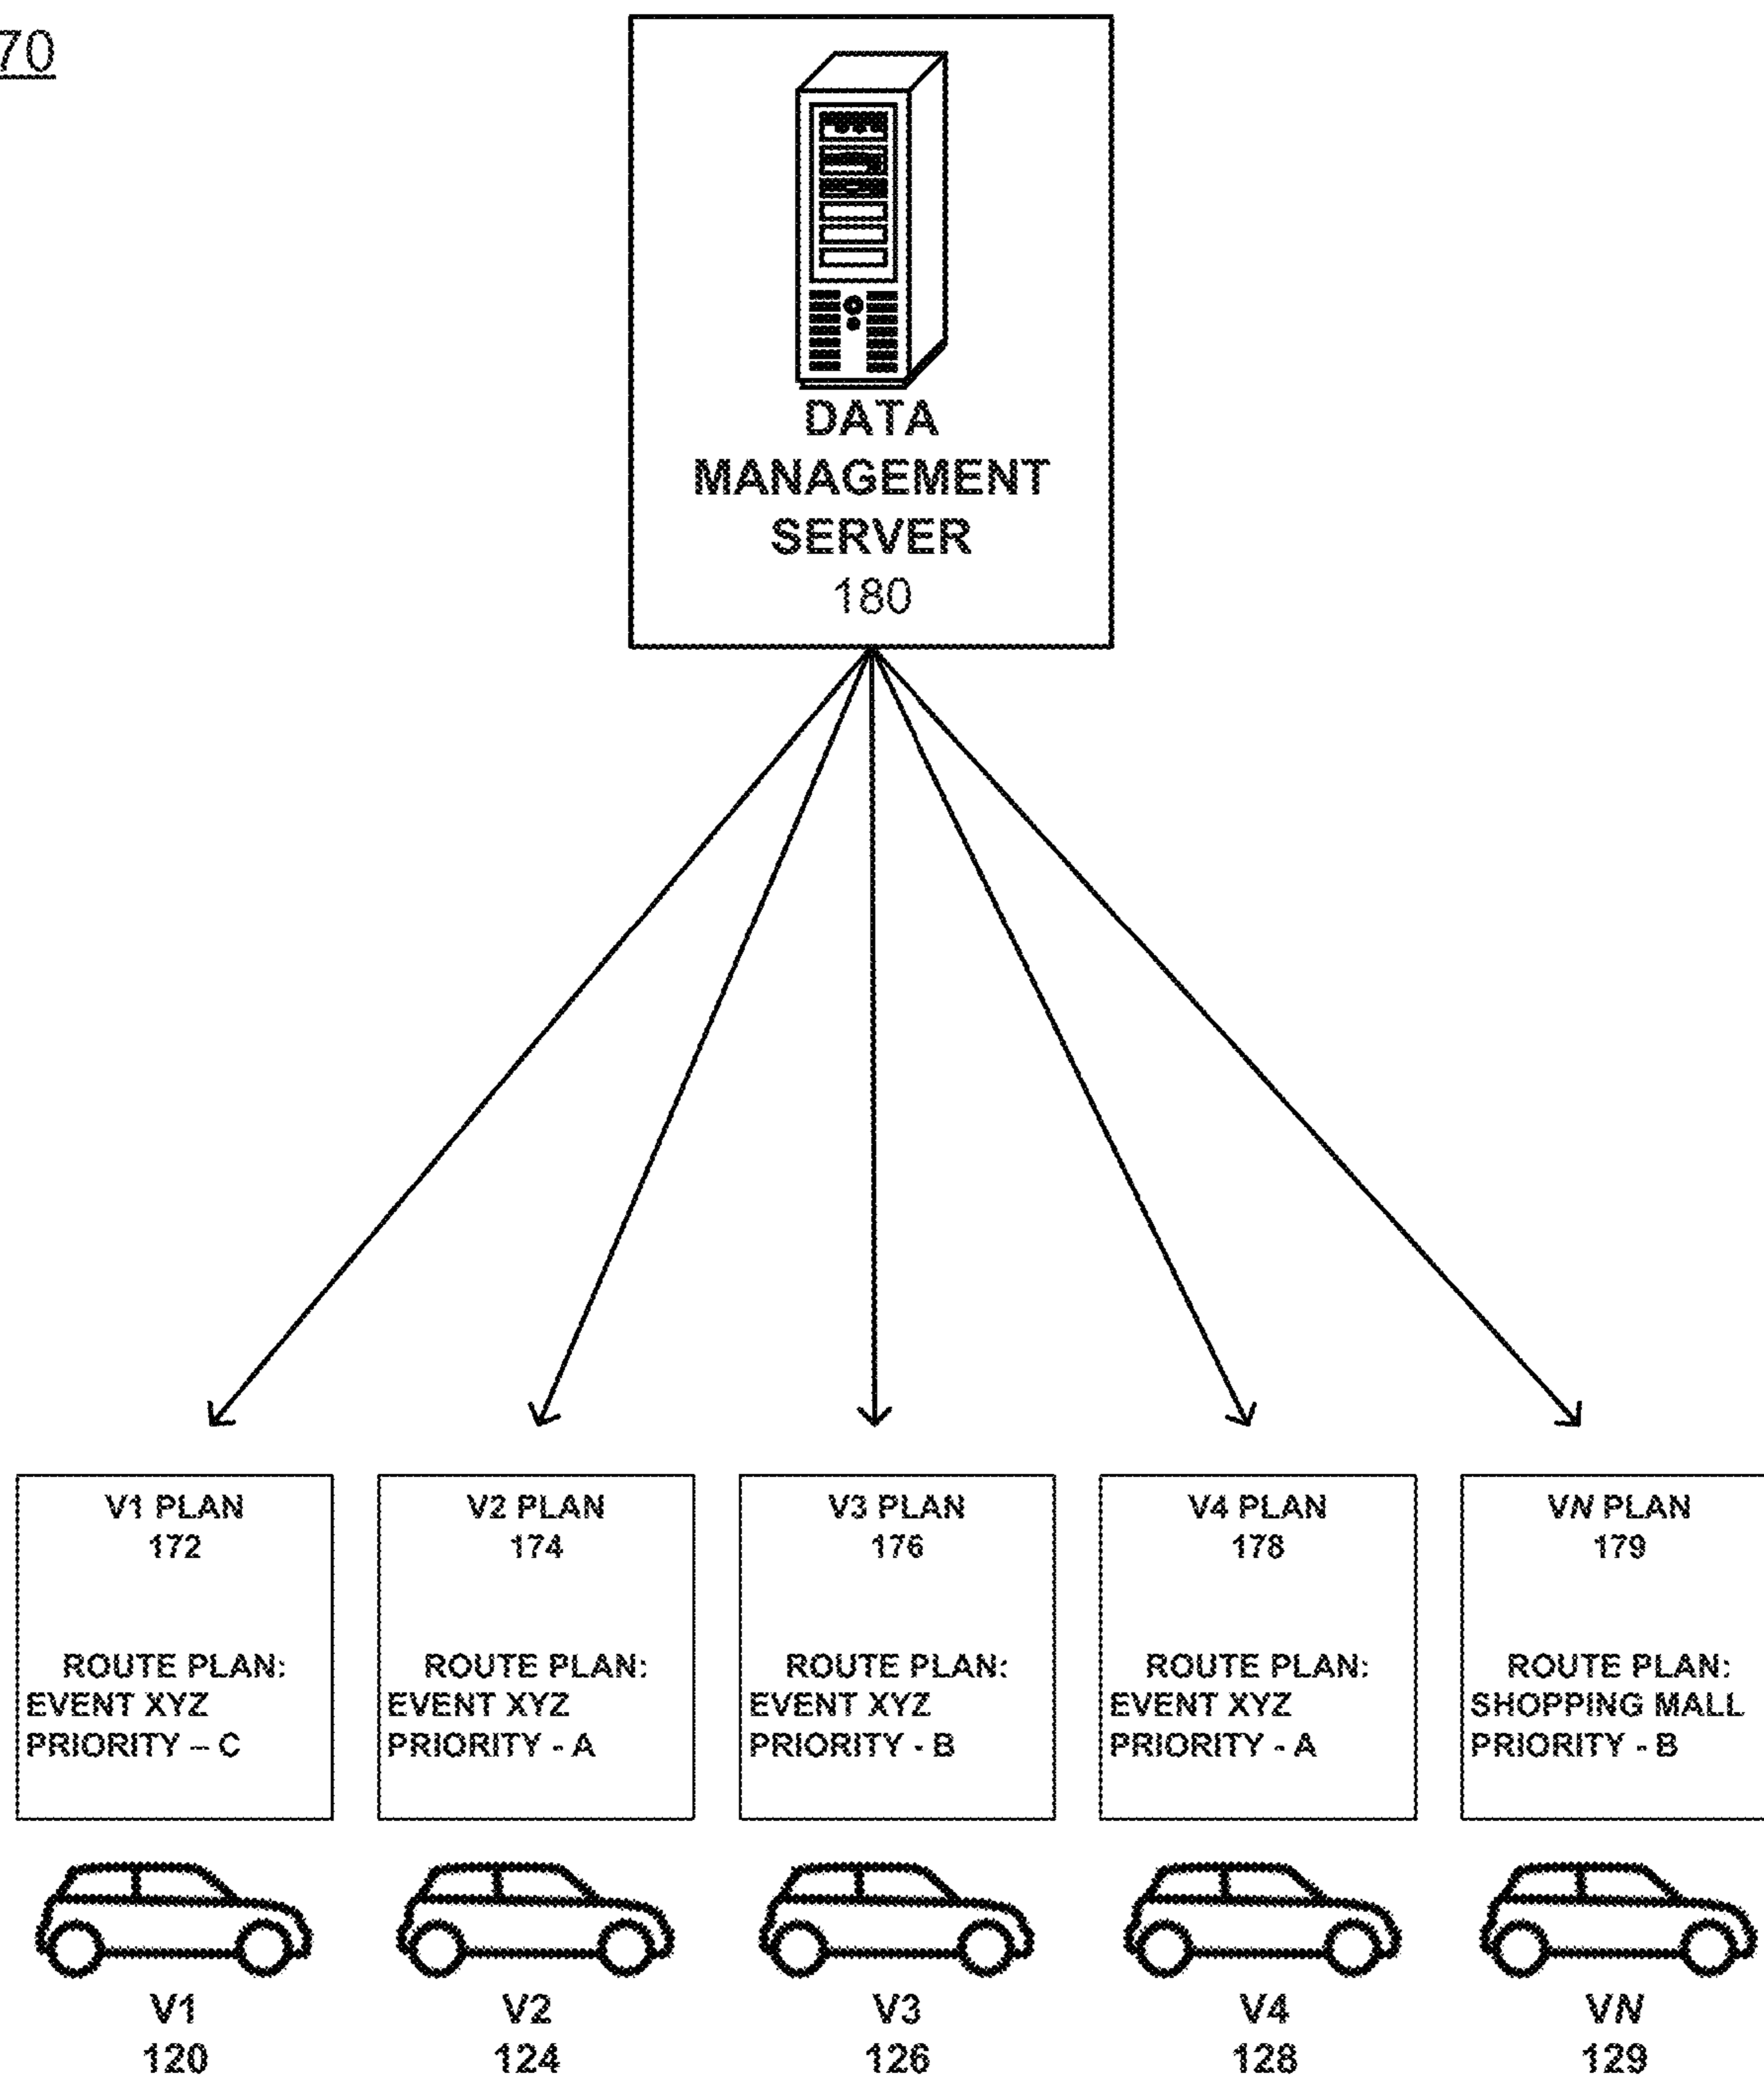 70
DATA
MANAGEMENT
SERVER
180
V1 PLAN
172
ROUTE PLAN:
EVENT XYZ
PRIORITY – C
V2 PLAN
174
ROUTE PLAN:
EVENT XYZ
PRIORITY - A
V3 PLAN
176
ROUTE PLAN:
EVENT XYZ
PRIORITY - B
V4 PLAN
178
ROUTE PLAN:
EVENT XYZ
PRIORITY - A
VN PLAN
179
ROUTE PLAN:
SHOPPING MALL
PRIORITY - B
V1
120
V2
124
V3
126
V4
128
VN
129